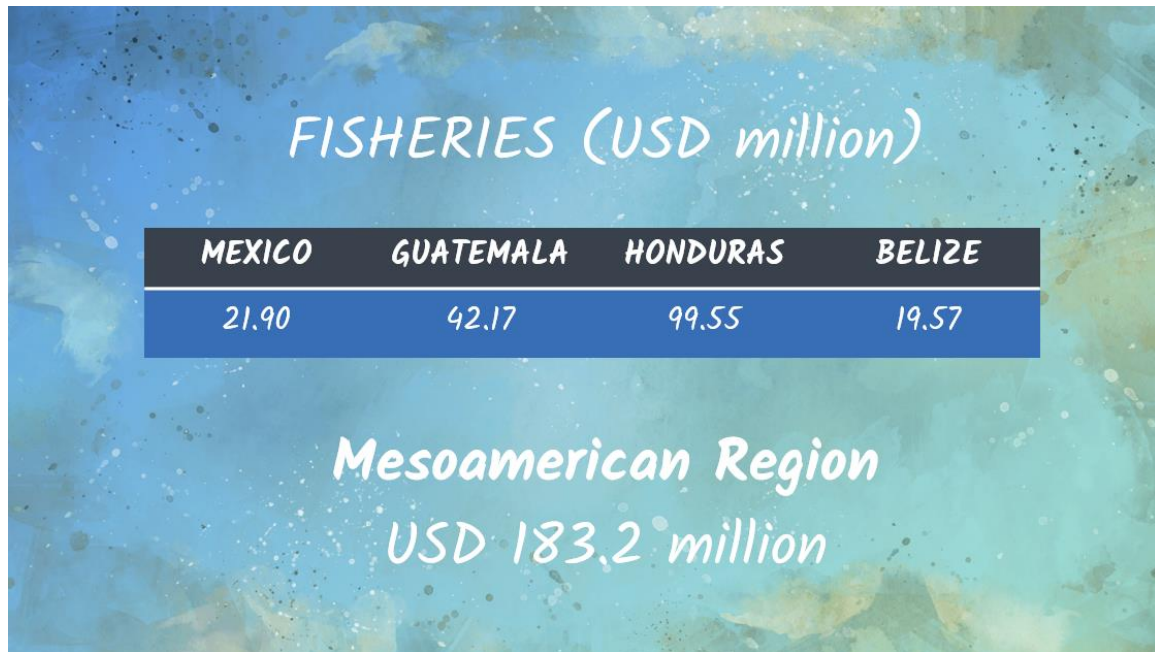 FISHERIES (USD million)
MEXICO GUATEMALA HONDURAS BELIZE
21.90 42.17 99.55 19.57
Mesoamerican Region
USD 183.2 million